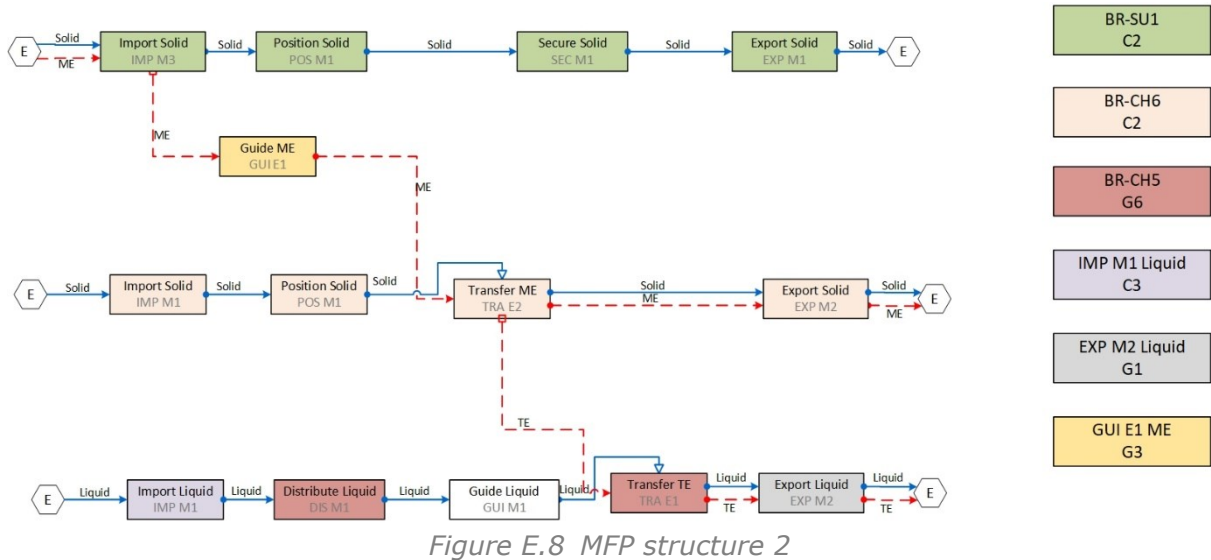 E
Solid
ME
Import Solid
IMP M3
Solid
Position Solid
POS M1
Solid
Secure Solid
SEC M1
Solid
Export Solid
EXP M1
Solid
E
ME
Guide ME
GUI E1
ME
E
Solid
Import Solid
IMP M1
Solid
Position Solid
POS M1
Solid
Transfer ME
TRA E2
Solid
ME
Export Solid
EXP M2
Solid
ME
E
TE
E
Liquid
Import Liquid
IMP M1
Liquid
Distribute Liquid
DIS M1
Liquid
Guide Liquid
GUI M1
Liquid
Transfer TE
TRA E1
Liquid
TE
Export Liquid
EXP M2
Liquid
TE
E
BR-SU1
C2
BR-CH6
C2
BR-CH5
G6
IMP M1 Liquid
C3
EXP M2 Liquid
G1
GUI E1 ME
G3
Figure E.8 MFP structure 2